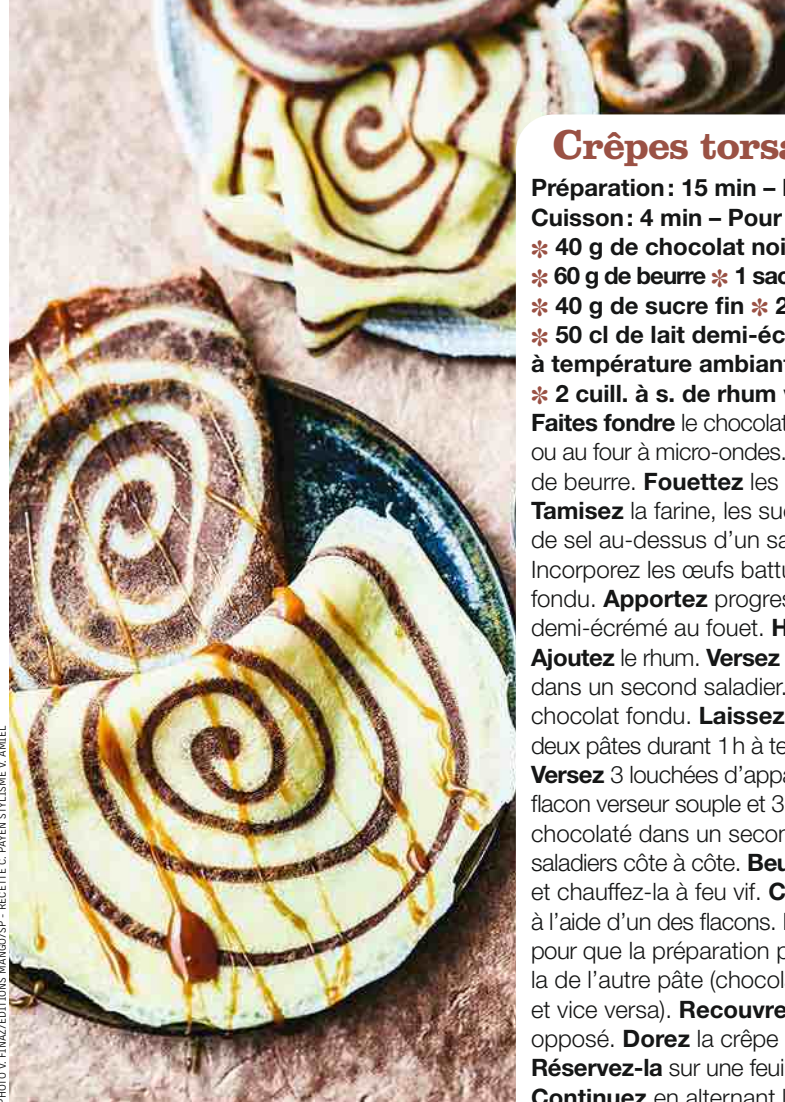 Crêpes torsa
Préparation : 15 min –
Cuisson : 4 min – Pour
✻ 40 g de chocolat noi
✻ 60 g de beurre ✻ 1 sac
✻ 40 g de sucre fin ✻ 2
✻ 50 cl de lait demi-éc
à température ambiant
✻ 2 cuill. à s. de rhum
Faites fondre le chocolat
ou au four à micro-ondes.
de beurre. Fouettez les
Tamisez la farine, les suc
de sel au-dessus d’un sa
Incorporez les œufs battu
fondu. Apportez progres
demi-écrémé au fouet. H
Ajoutez le rhum. Versez
dans un second saladier.
chocolat fondu. Laissez
deux pâtes durant 1 h à te
Versez 3 louchées d’appa
flacon verseur souple et 3
chocolaté dans un secon
saladiers côte à côte. Beu
et chauffez-la à feu vif. C
à l’aide d’un des flacons.
pour que la préparation p
la de l’autre pâte (chocol
et vice versa). Recouvre
opposé. Dorez la crêpe
Réservez-la sur une feui
Continuez en alternant
PHOTO V. FINAZ/EDITIONS MANGO/SP - RECETTE C. PAYEN STYLISME V. AMIEL